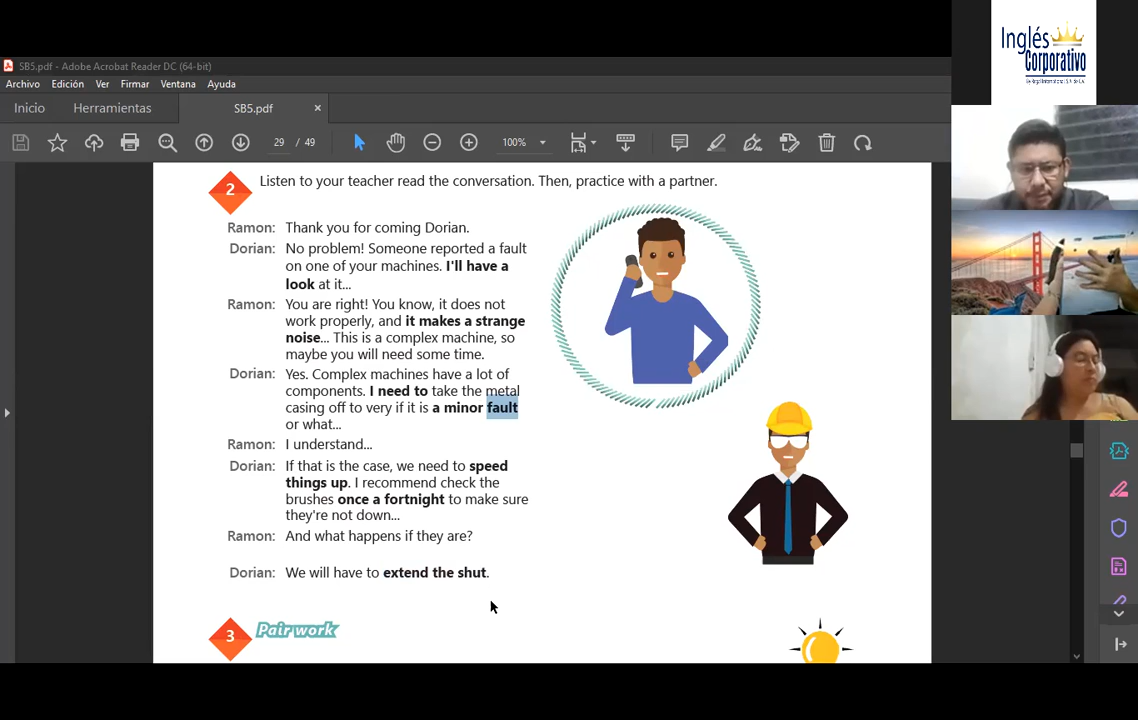 SB5.pdf - Adobe Acrobat Reader DC (64-bit)
Archivo Edición Ver Firmar Ventana Ayuda
Inicio Herramientas SB5.pdf ×
29 / 49 100%
Inglés
Corporativo
2 Listen to your teacher read the conversation. Then, practice with a partner.
Ramon: Thank you for coming Dorian.
Dorian: No problem! Someone reported a fault
on one of your machines. I'll have a
look at it...
Ramon: You are right! You know, it does not
work properly, and it makes a strange
noise... This is a complex machine, so
maybe you will need some time.
Dorian: Yes. Complex machines have a lot of
components. I need to take the metal
casing off to very if it is a minor fault
or what...
Ramon: I understand...
Dorian: If that is the case, we need to speed
things up. I recommend check the
brushes once a fortnight to make sure
they're not down...
Ramon: And what happens if they are?
Dorian: We will have to extend the shut.
3 Pair work